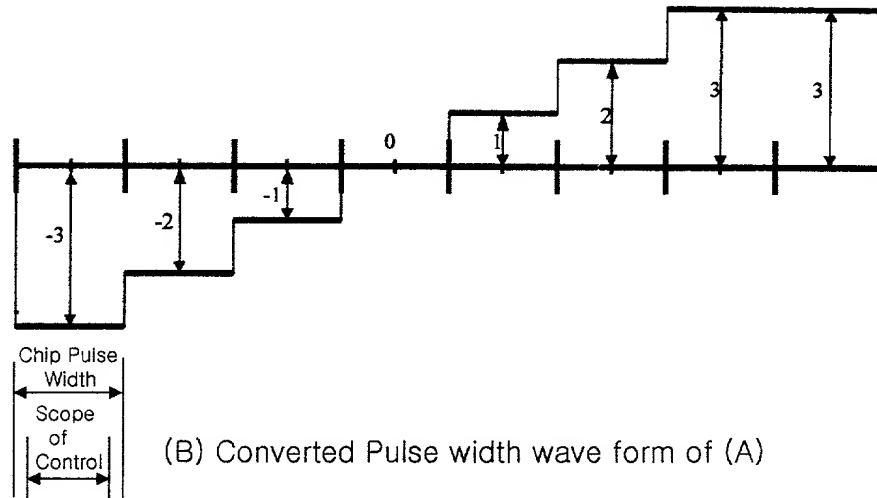 3
3
2
1
0
-1
-2
-3
Chip Pulse
Width
Scope
of
Control
(B) Converted Pulse width wave form of (A)